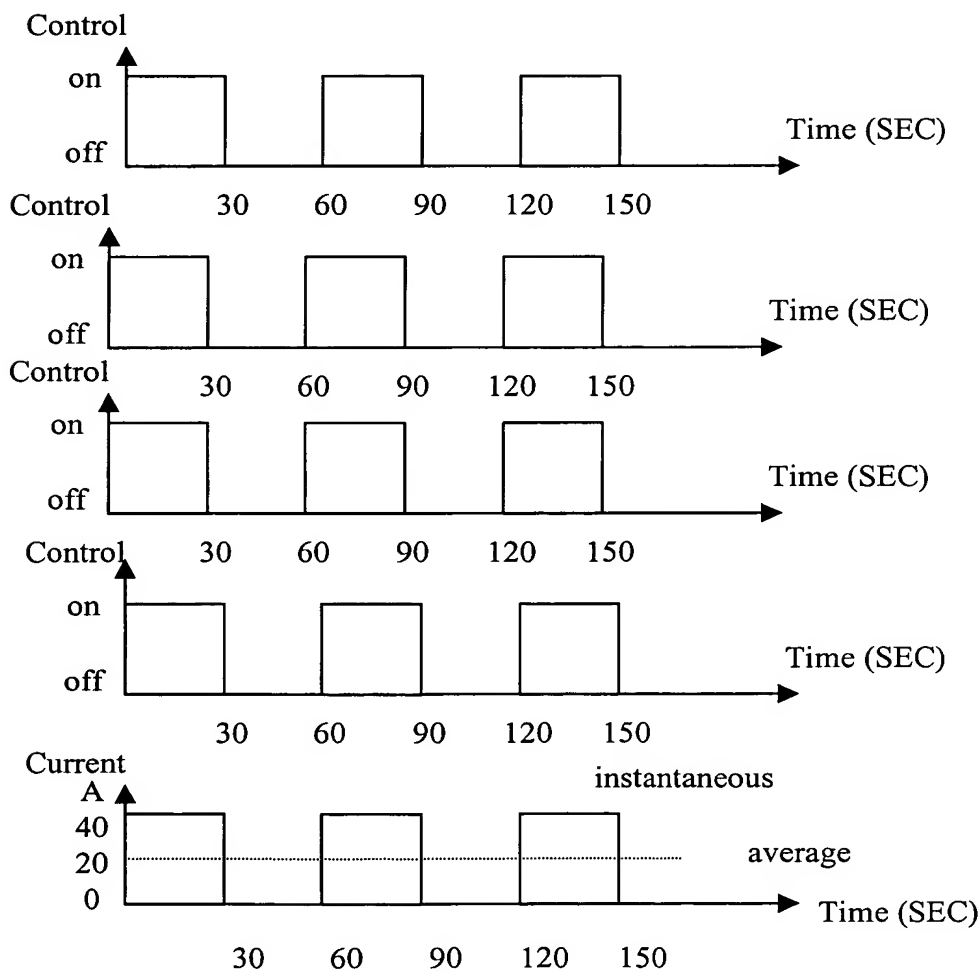 Control
on
off
Time (SEC)
30 60 90 120 150
Control
on
off
Time (SEC)
30 60 90 120 150
Control
on
off
Time (SEC)
30 60 90 120 150
Control
on
off
Time (SEC)
30 60 90 120 150
Current
A
instantaneous
40
20
average
0
Time (SEC)
30 60 90 120 150